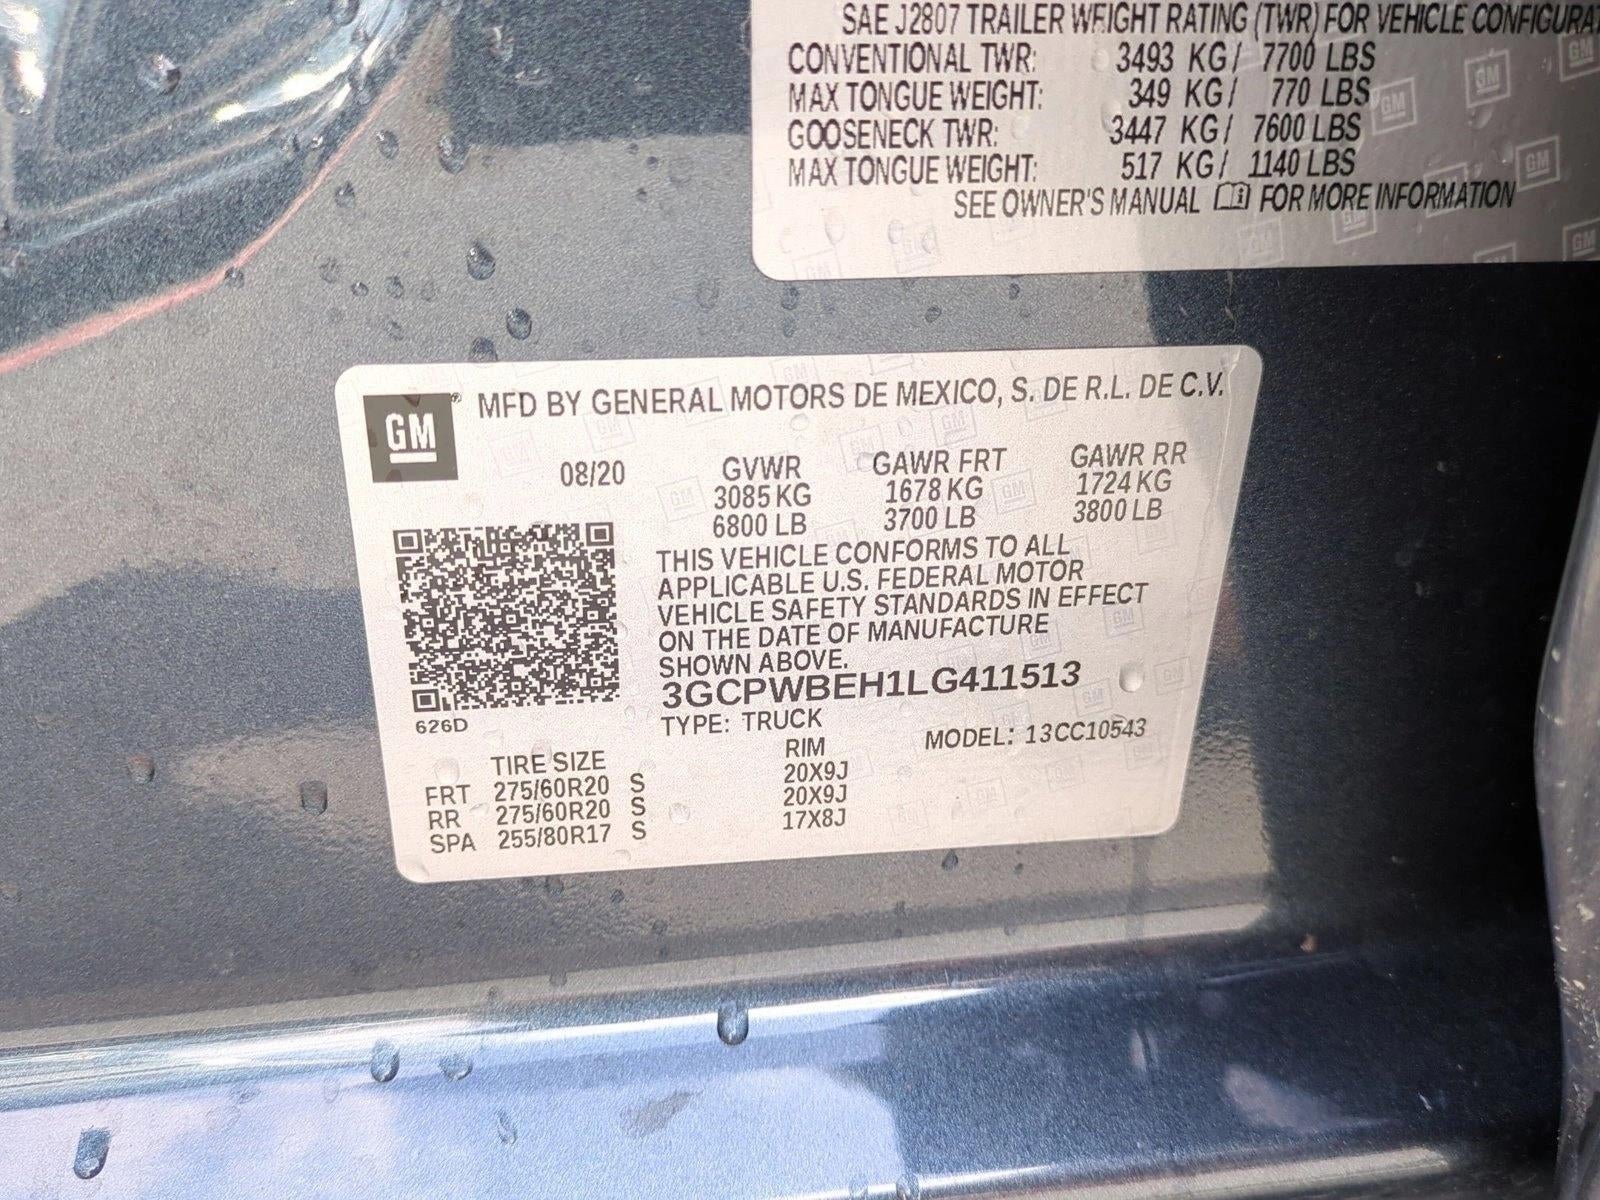 SAE J2807 TRAILER WEIGHT RATING (TWR) FOR VEHICLE
CONVENTIONAL TWR: 3493 KG/ 7700 LBS
MAX TONGUE WEIGHT: 349 KG/ 770 LBS
GOOSENECK TWR: 3447 KG/ 7600 LBS
MAX TONGUE WEIGHT: 517 KG/ 1140 LBS
SEE OWNER'S MANUAL FOR MORE INFORMATION
GM® MFD BY GENERAL MOTORS DE MEXICO, S. DE R.L. DE C.V.
08/20 GVWR GAWR FRT GAWR RR
3085 KG 1678 KG 1724 KG
6800 LB 3700 LB 3800 LB
THIS VEHICLE CONFORMS TO ALL
APPLICABLE U.S. FEDERAL MOTOR
VEHICLE SAFETY STANDARDS IN EFFECT
ON THE DATE OF MANUFACTURE
SHOWN ABOVE.
3GCPWBEH1LG411513
626D
TYPE: TRUCK MODEL: 13CC10543
TIRE SIZE RIM
FRT 275/60R20 S 20X9J
RR 275/60R20 S 20X9J
SPA 255/80R17 S 17X8J